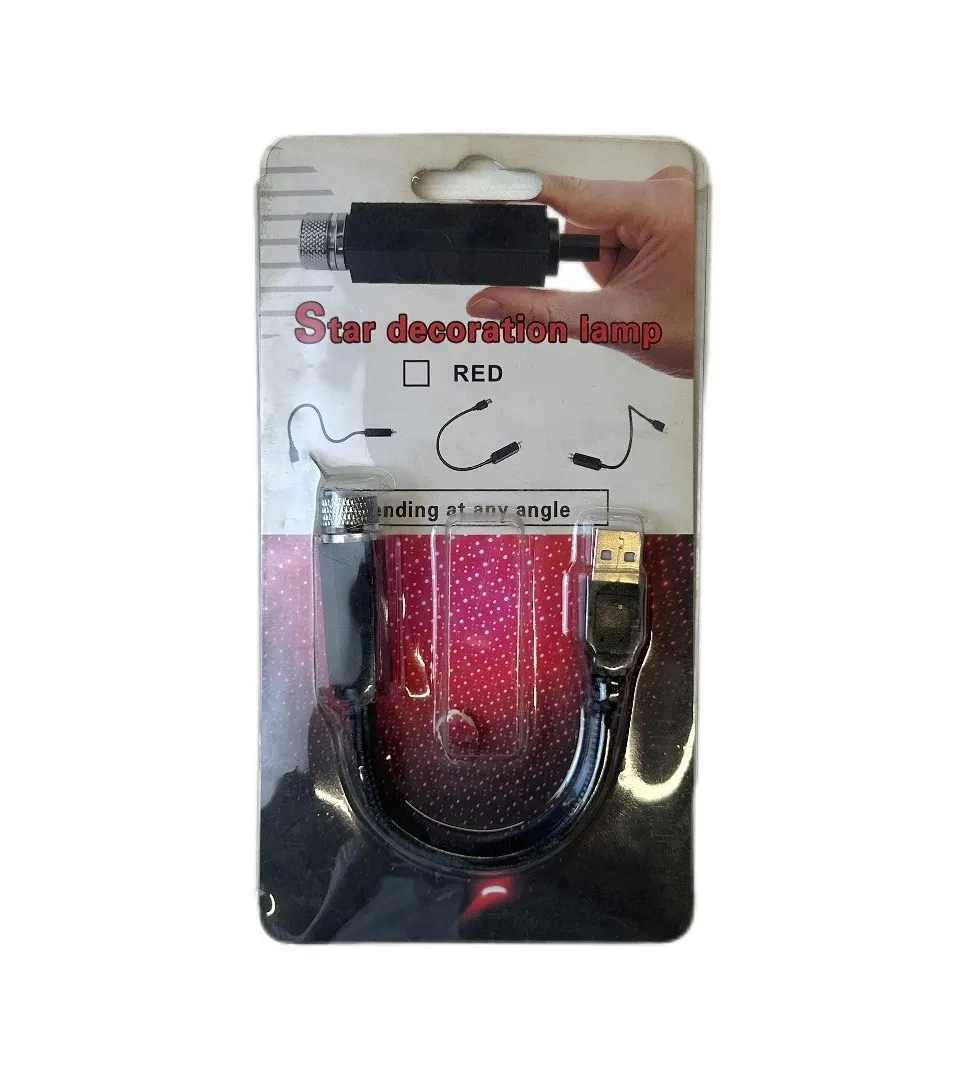 Star decoration lamp
RED
ending at any angle